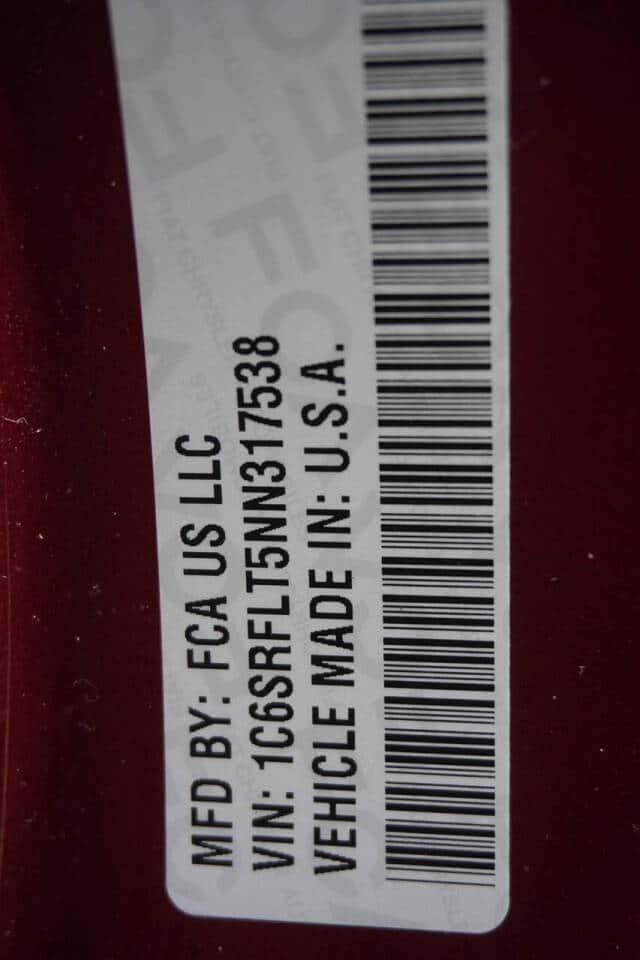 MFD BY: FCA US LLC
VIN: 1C6SRFLT5NN317538
VEHICLE MADE IN: U.S.A.